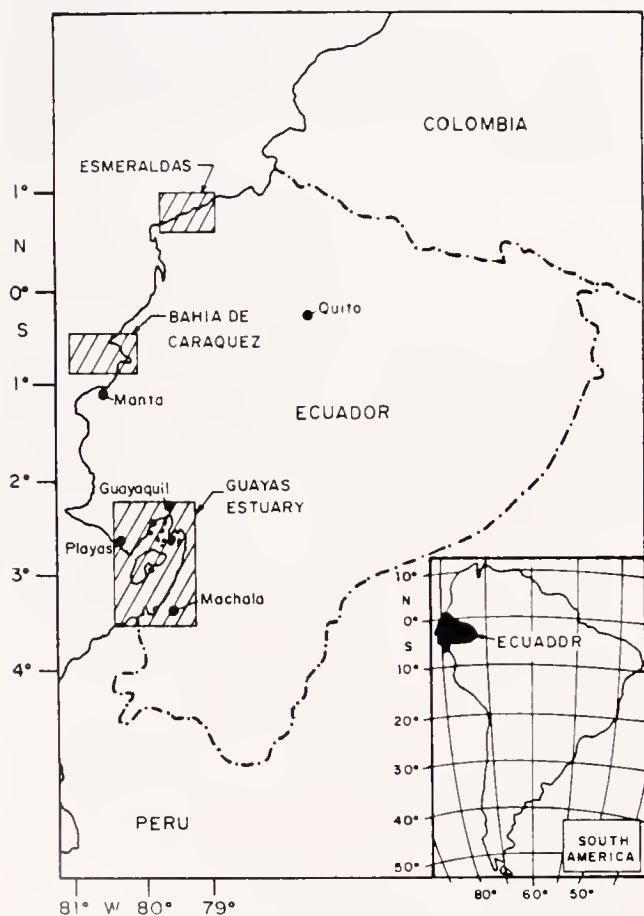 COLOMBIA
ESMERALDAS
1°
N
0°
S
Quito
BAHIA DE
CARAQUEZ
1°
Manta
ECUADOR
2°
Guayaquil
GUAYAS
ESTUARY
Playas
3°
Machala
4°
PERU
81° W 80° 79°
10°
N
0°
ECUADOR
S
10°
20°
30°
40°
50°
SOUTH
AMERICA
80° 60° 50°